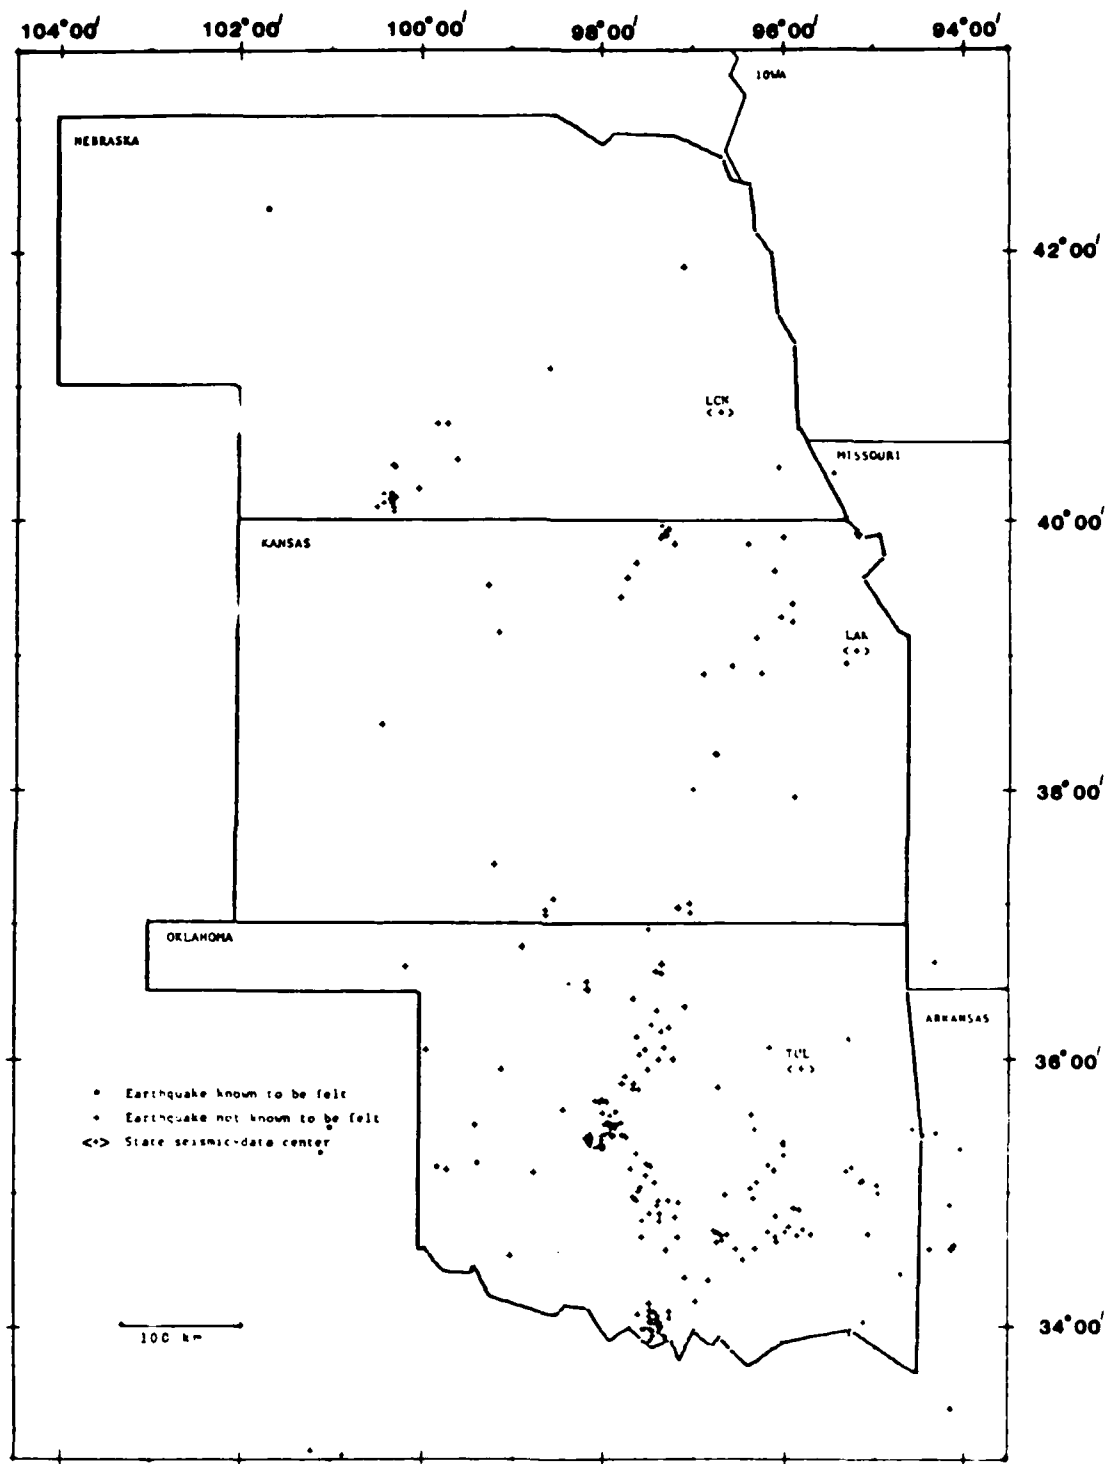 104°00' 102°00' 100°00' 98°00' 96°00' 94°00'
IOWA
NEBRASKA
42°00'
LCN
MISSOURI
40°00'
KANSAS
LAK
38°00'
OKLAHOMA
ARKANSAS
TUL
36°00'
Earthquake known to be felt
Earthquake not known to be felt
<+> State seismic-data center
34°00'
100 km